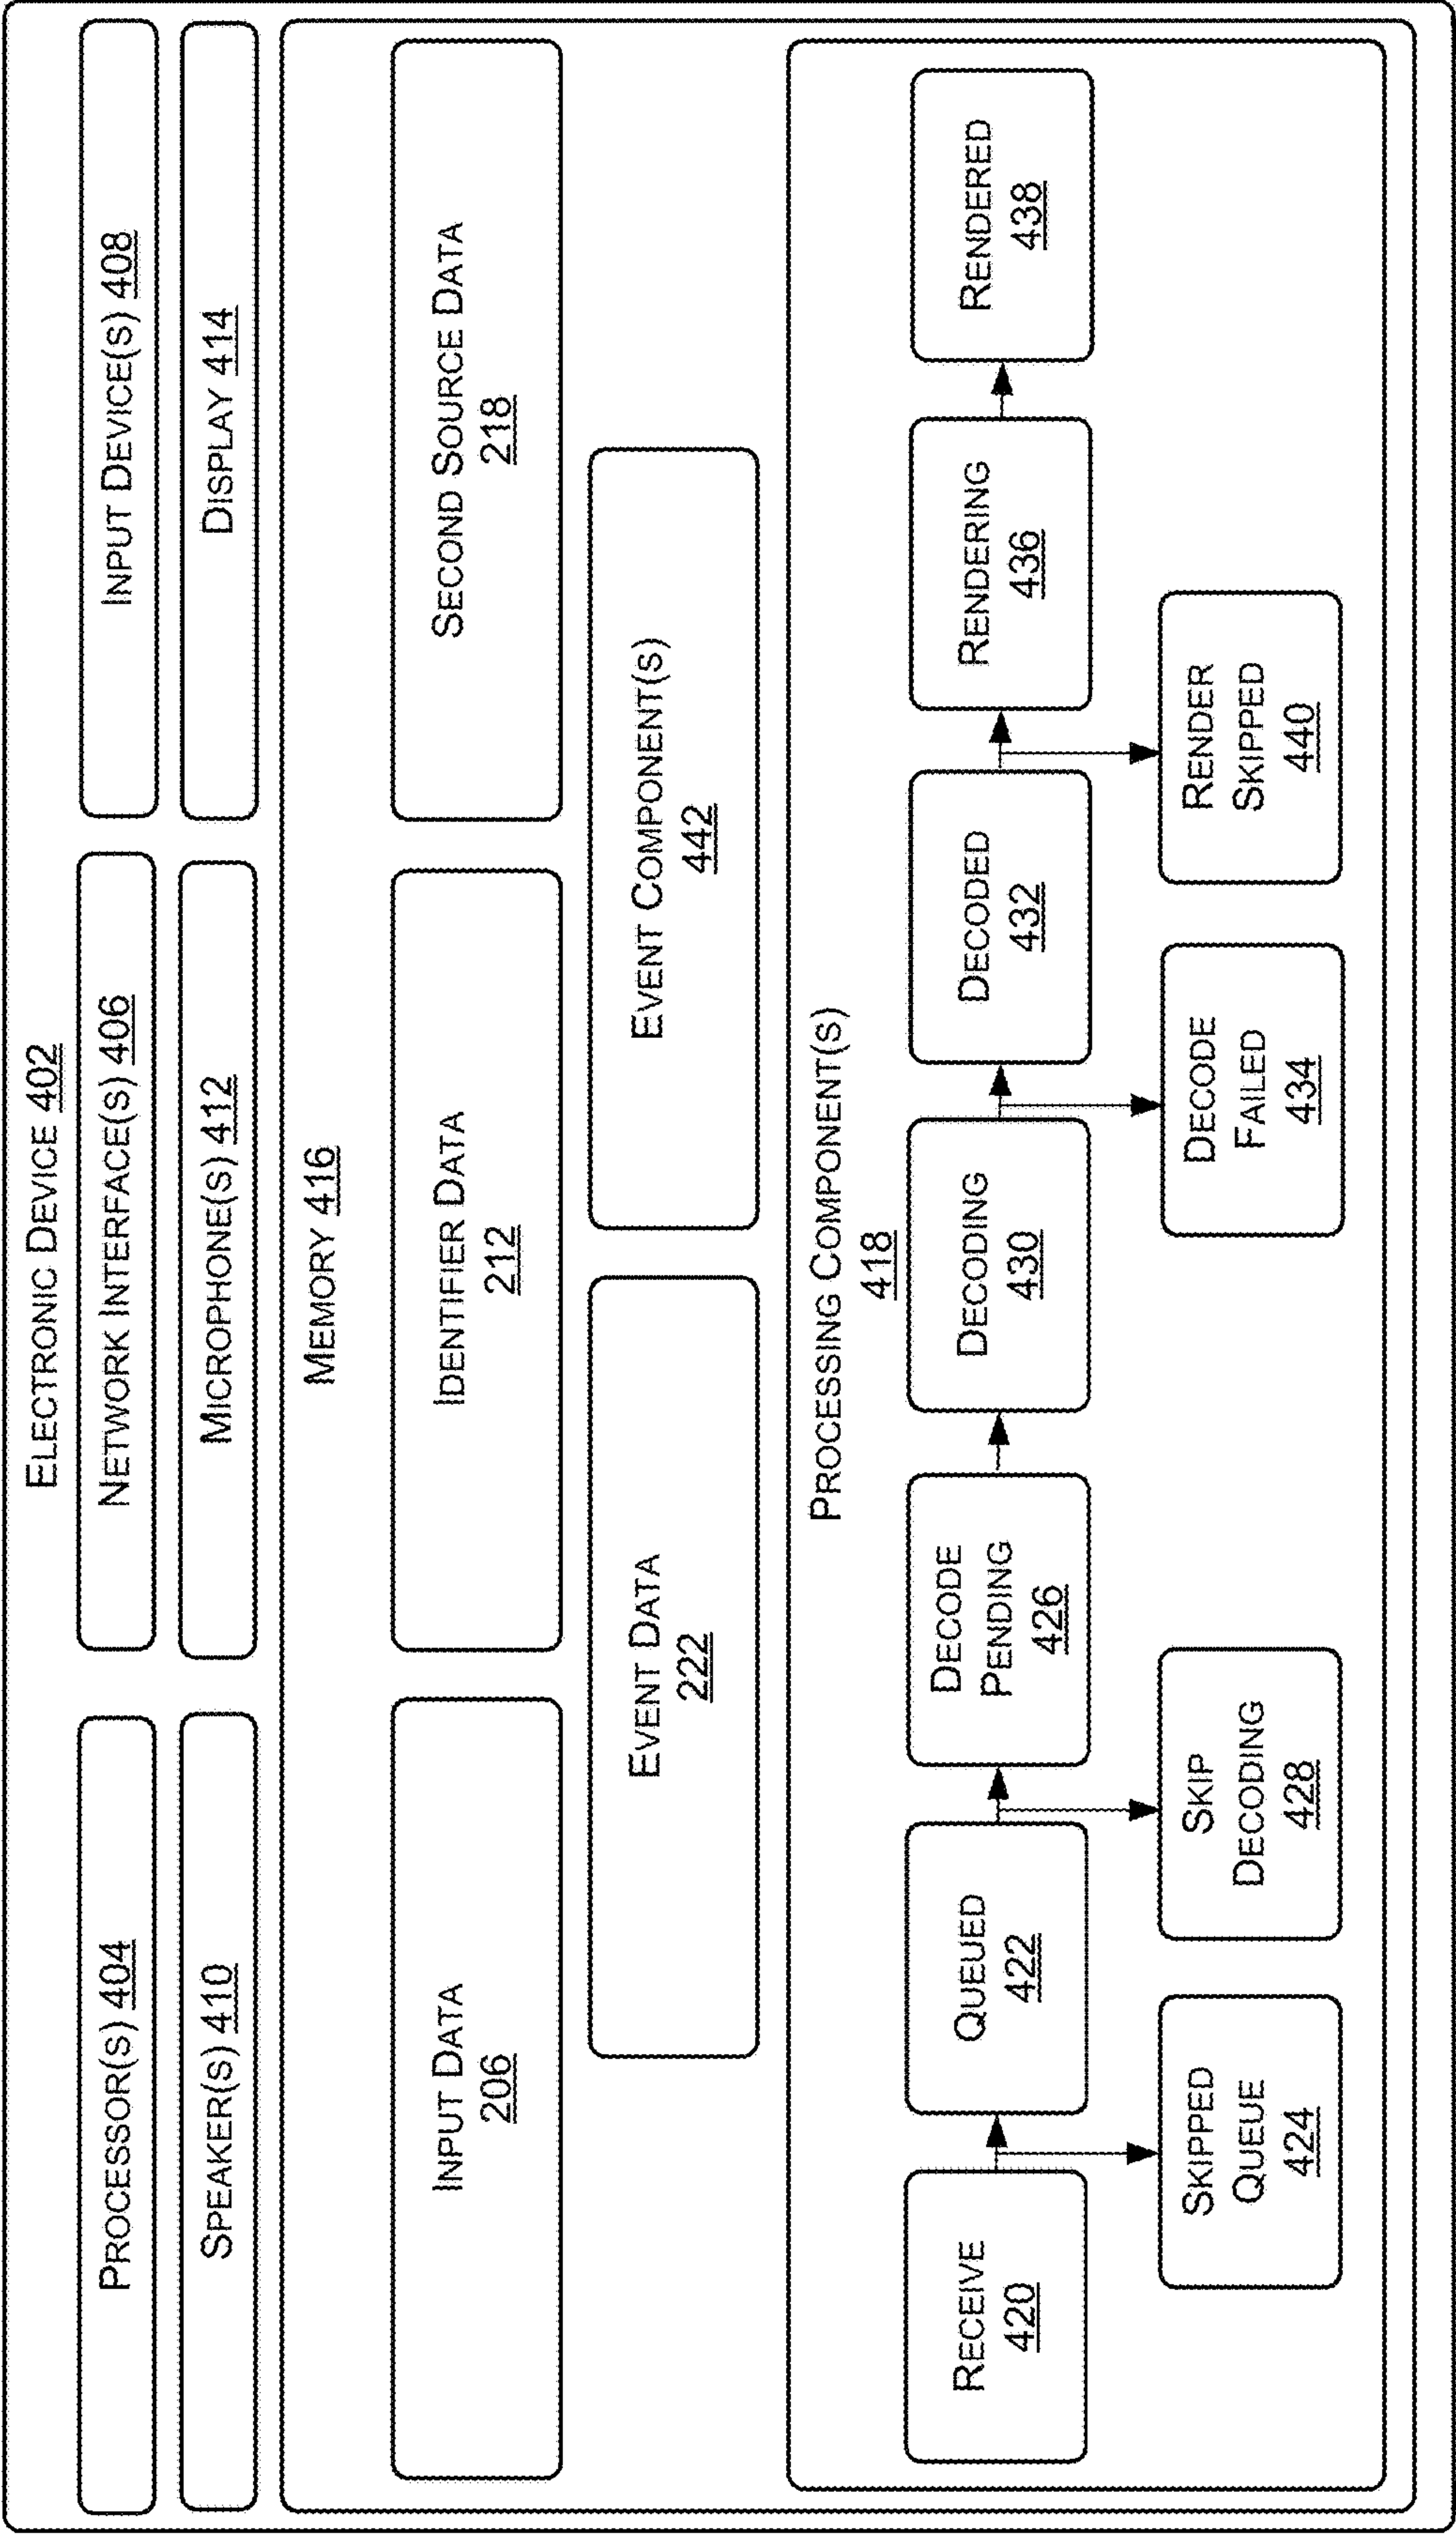 ELECTRONIC DEVICE 402
PROCESSOR(S) 404
NETWORK INTERFACE(S) 406
INPUT DEVICE(S) 408
SPEAKER(S) 410
MICROPHONE(S) 412
DISPLAY 414
MEMORY 416
INPUT DATA
206
IDENTIFIER DATA
212
SECOND SOURCE DATA
218
EVENT DATA
222
EVENT COMPONENT(S)
442
PROCESSING COMPONENT(S)
418
RECEIVE
420
QUEUED
422
DECODE
PENDING
426
DECODING
430
DECODED
432
RENDERING
436
RENDERED
438
SKIPPED
QUEUE
424
SKIP
DECODING
428
DECODE
FAILED
434
RENDER
SKIPPED
440